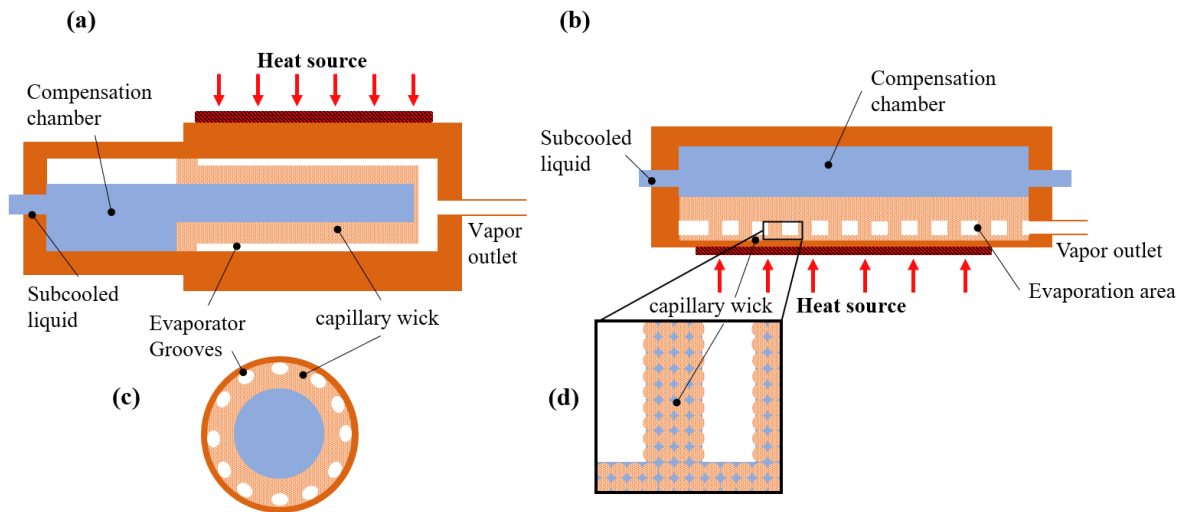 (a)
Heat source
Compensation
chamber
Subcooled
liquid
Evaporator
Grooves
capillary wick
Vapor
outlet
(b)
Compensation
chamber
Subcooled
liquid
Vapor outlet
Evaporation area
Heat source
capillary wick
(c)
(d)